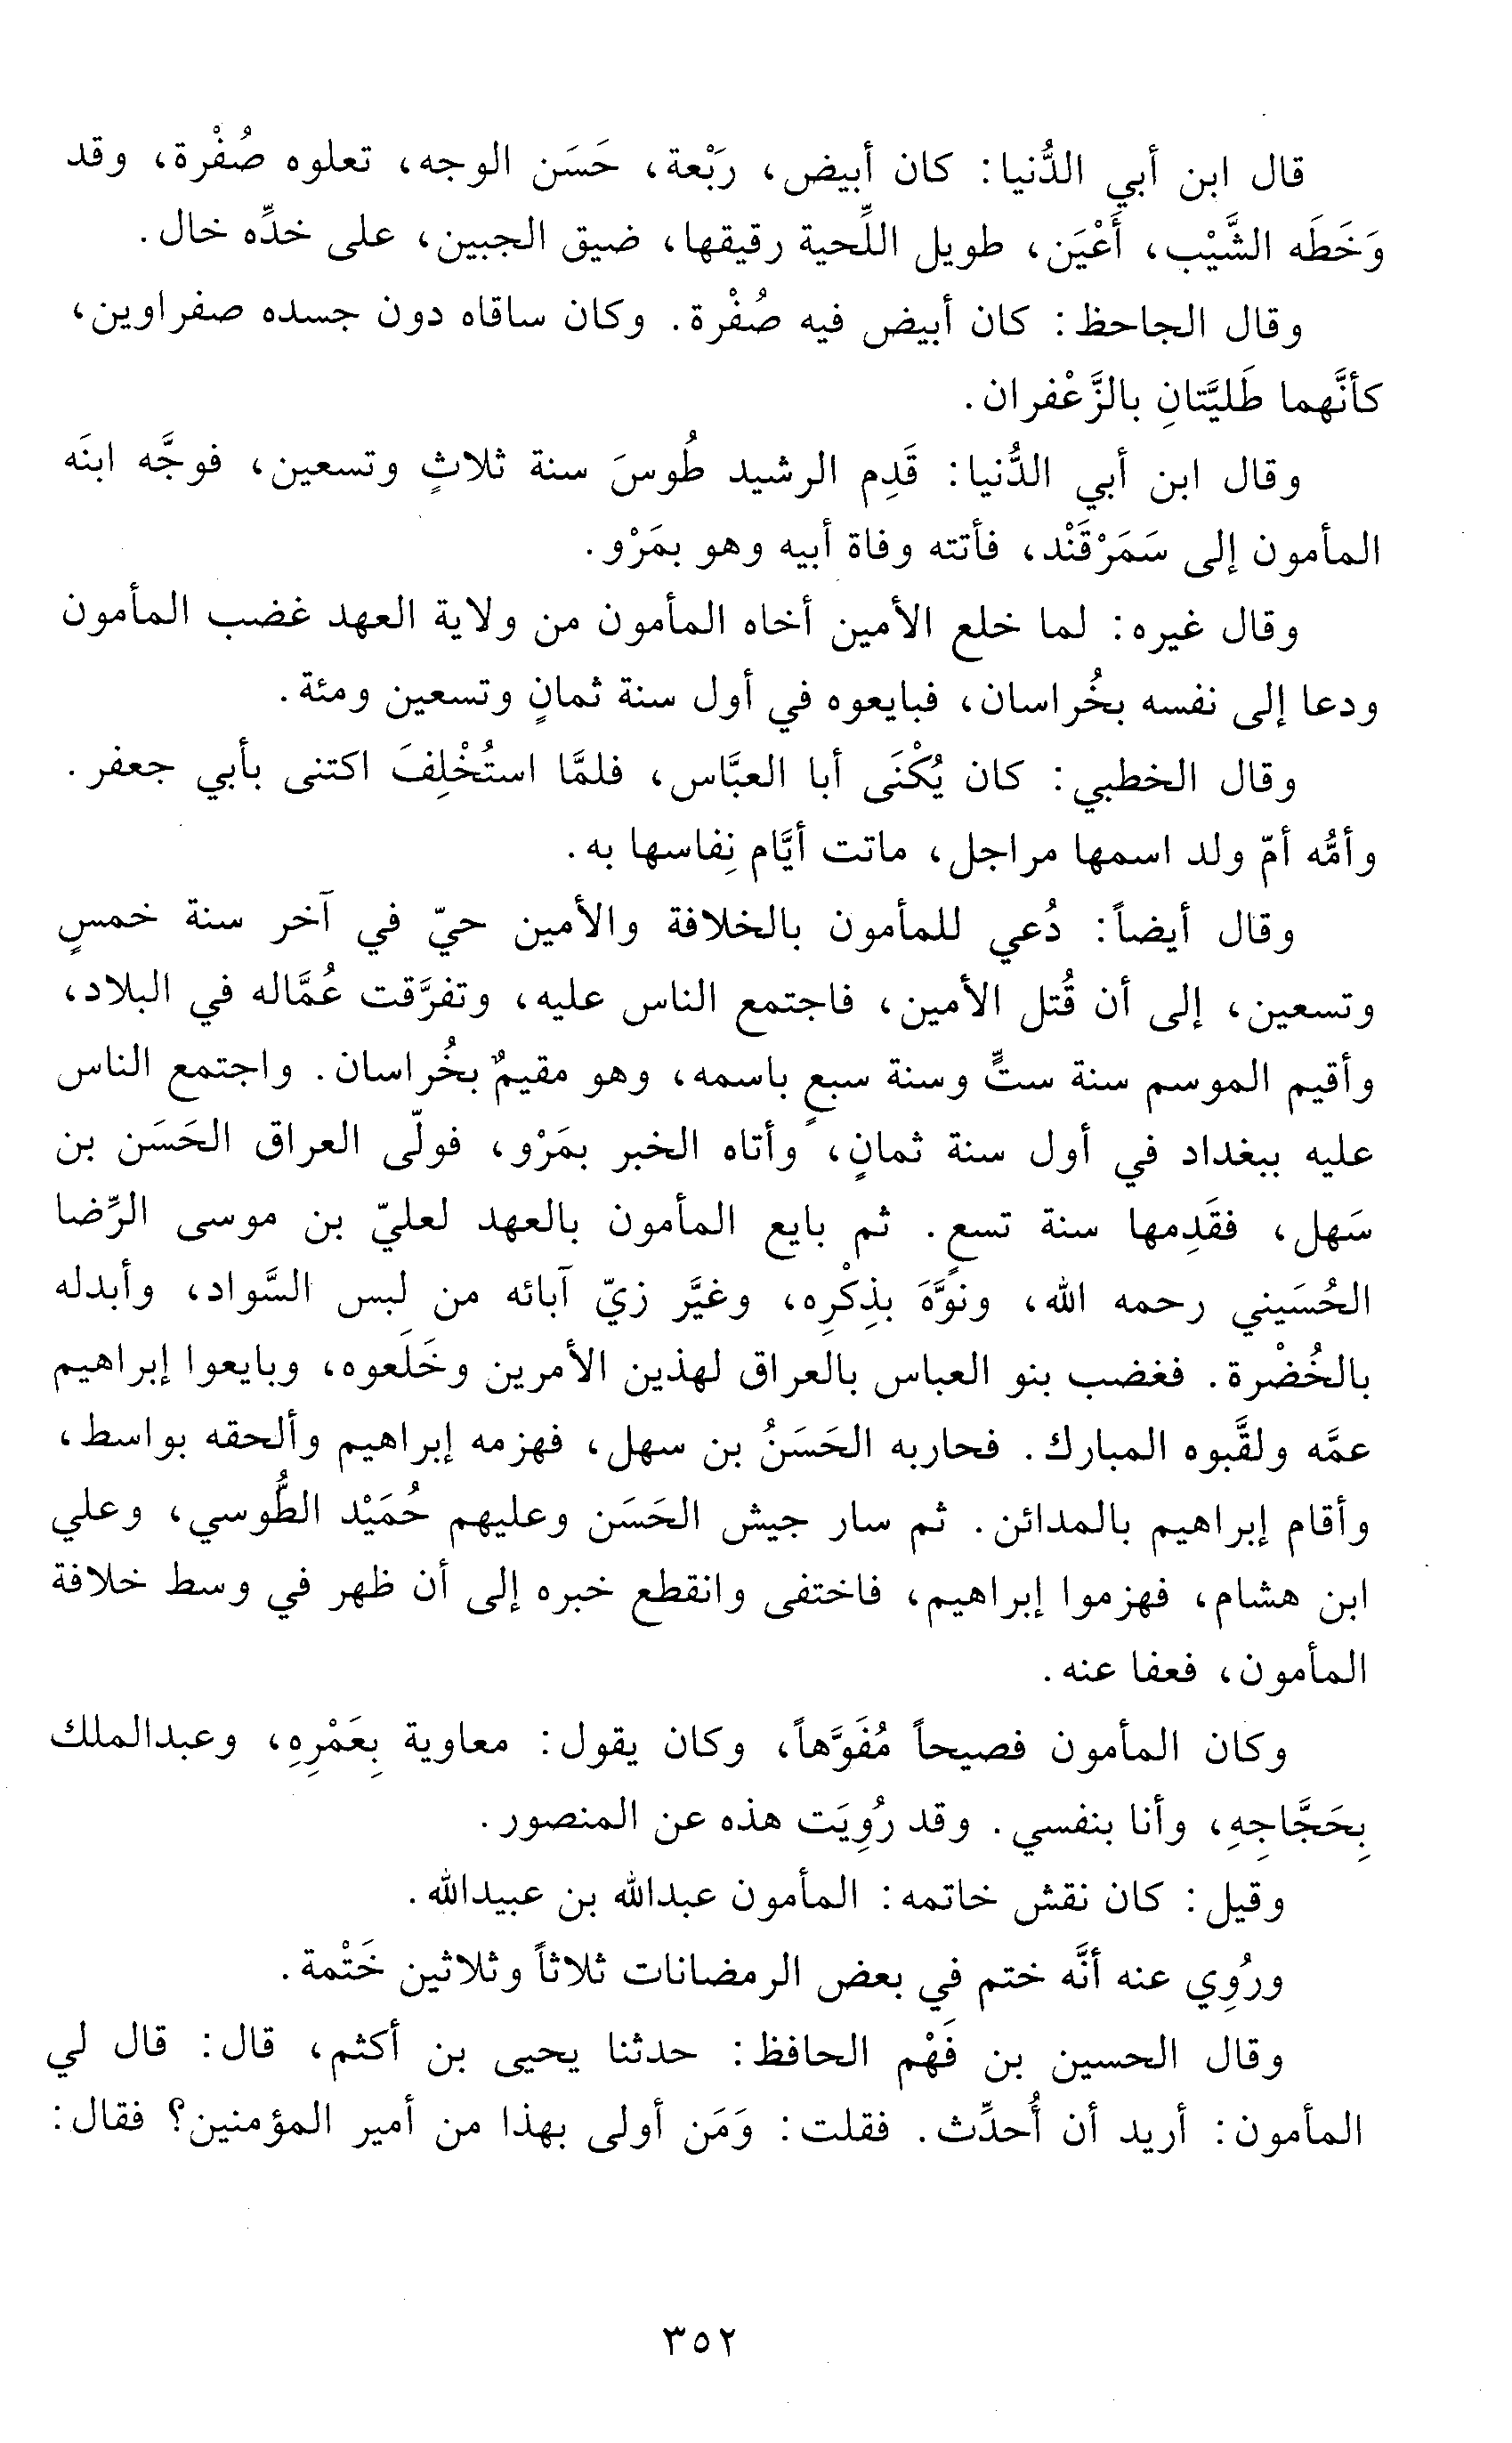 قال ابن أبي الدُّنيا: كان أبيض، رَبْعة، حَسَن الوجه، تعلوه صُفْرة، وقد
وَخَطَه الشَّيْب، أَعْيَن، طويل اللِّحية رقيقها، ضيق الجبين، على خدِّه خال.
وقال الجاحظ: كان أبيض فيه صُفْرة. وكان ساقاه دون جسده صفراوين،
كأنَّهما طَليَّتانِ بالزَّعْفران.
وقال ابن أبي الدُّنيا: قَدِم الرشيد طُوسَ سنة ثلاثٍ وتسعين، فوجَّه ابنَه
المأمون إلى سَمَرْقَنْد، فأتته وفاة أبيه وهو بمَرْو.
وقال غيره: لما خلع الأمين أخاه المأمون من ولاية العهد غضب المأمون
ودعا إلى نفسه بخُراسان، فبايعوه في أول سنة ثمانٍ وتسعين ومئة.
وقال الخطبي: كان يُكْنَى أبا العبَّاس، فلمَّا استُخْلِفَ اكتنى بأبي جعفر.
وأمُّه أمّ ولد اسمها مراجل، ماتت أيَّام نِفاسها به.
وقال أيضاً: دُعي للمأمون بالخلافة والأمين حيّ في آخر سنة خمسٍ
وتسعين، إلى أن قُتل الأمين، فاجتمع الناس عليه، وتفرَّقت عُمَّاله في البلاد،
وأقيم الموسم سنة ستٍّ وسنة سبعٍ باسمه، وهو مقيمٌ بخُراسان. واجتمع الناس
عليه ببغداد في أول سنة ثمانٍ، وأتاه الخبر بمَرْو، فولّى العراق الحَسَن بن
سَهل، فقَدِمها سنة تسعٍ. ثم بايع المأمون بالعهد لعليّ بن موسى الرِّضا
الحُسَيني رحمه الله، ونوَّهَ بذِكْرِه، وغيَّر زيّ آبائه من لبس السَّواد، وأبدله
بالخُضْرة. فغضب بنو العباس بالعراق لهذين الأمرين وخَلَعوه، وبايعوا إبراهيم
عمَّه ولقَّبوه المبارك. فحاربه الحَسَنُ بن سهل، فهزمه إبراهيم وألحقه بواسط،
وأقام إبراهيم بالمدائن. ثم سار جيش الحَسَن وعليهم حُمَيْد الطُّوسي، وعلي
ابن هشام، فهزموا إبراهيم، فاختفى وانقطع خبره إلى أن ظهر في وسط خلافة
المأمون، فعفا عنه.
وكان المأمون فصيحاً مُفَوَّهاً، وكان يقول: معاوية بِعَمْرِهِ، وعبدالملك
بِحَجَّاجِهِ، وأنا بنفسي. وقد رُوِيَت هذه عن المنصور.
وقيل: كان نقش خاتمه: المأمون عبدالله بن عبيدالله.
ورُوِي عنه أنَّه ختم في بعض الرمضانات ثلاثاً وثلاثين خَتْمة.
وقال الحسين بن فَهْم الحافظ: حدثنا يحيى بن أكثم، قال: قال لي
المأمون: أريد أن أُحدِّث. فقلت: وَمَن أولى بهذا من أمير المؤمنين؟ فقال:
٣٥٢